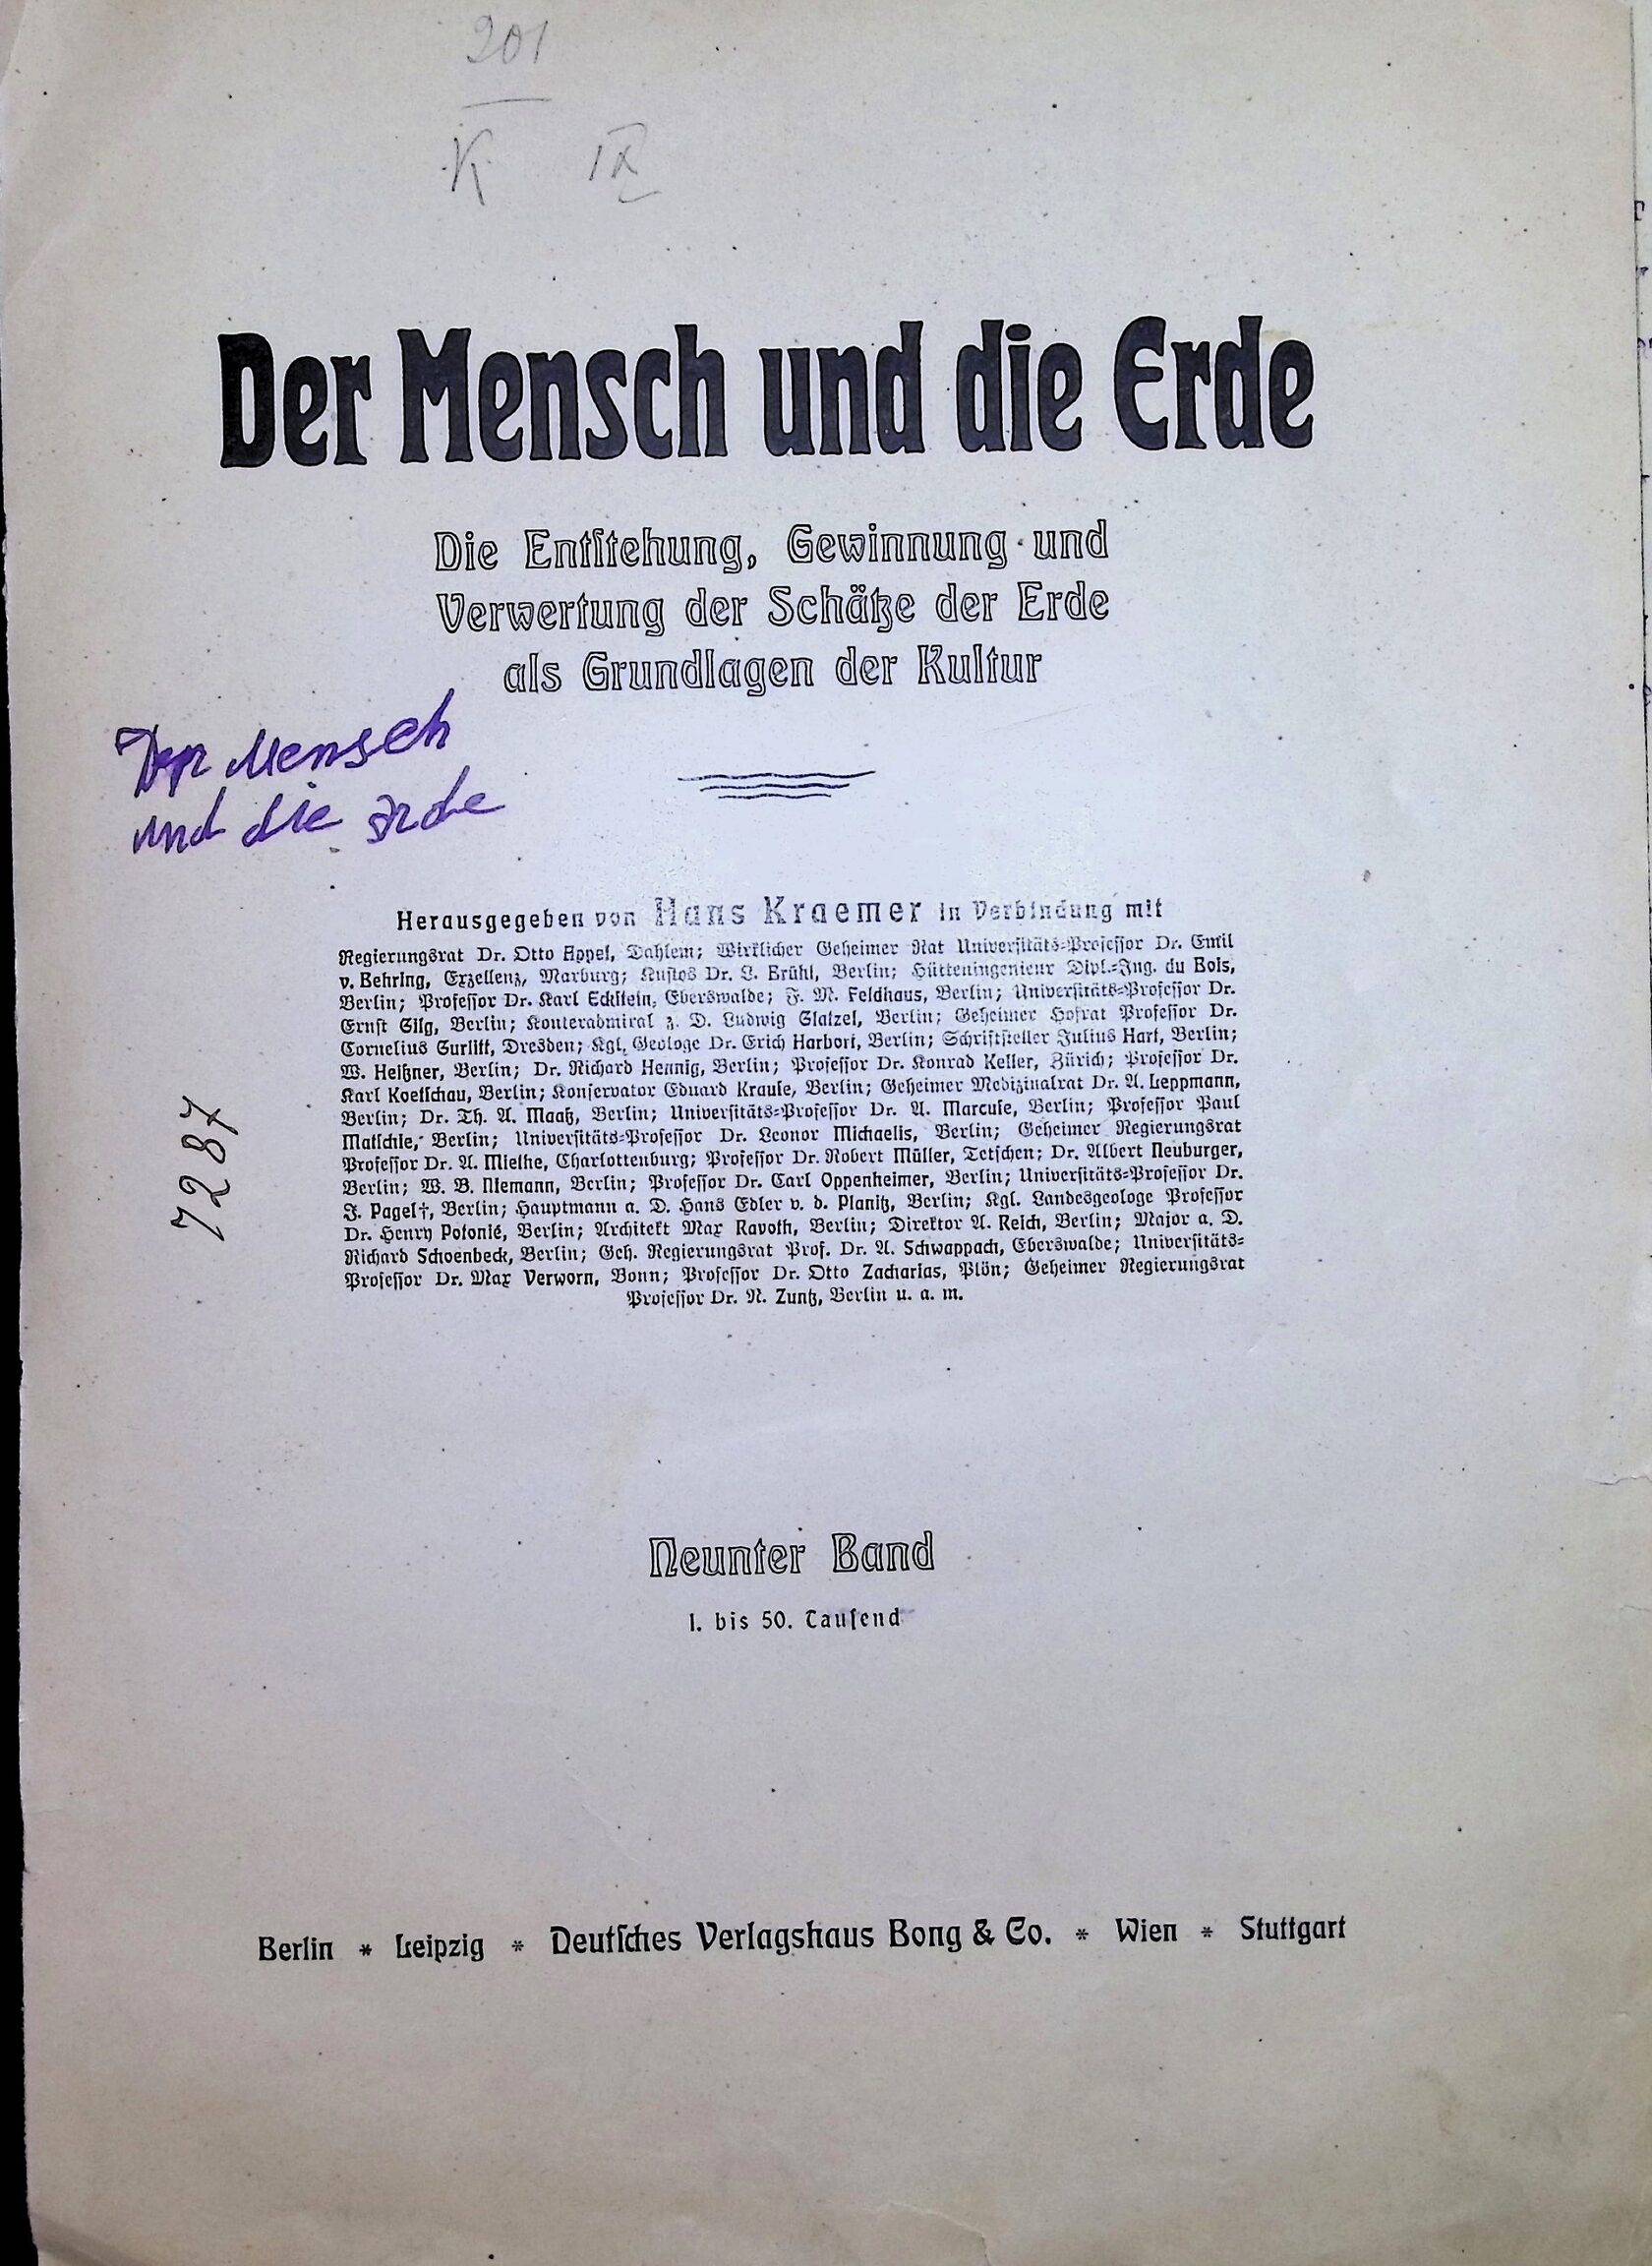 201
K IX
Der Mensch und die Erde
Die Entſtehung, Gewinnung und
Verwertung der Schätze der Erde
als Grundlagen der Kultur
Der Mensch
und die Erde
Herausgegeben von Hans Kraemer in Verbindung mit
Regierungsrat Dr. Otto Appel, Dahlem; Wirklicher Geheimer Rat Univerſitäts-Profeſſor Dr. Emil
v. Behring, Exzellenz, Marburg; Kuſtos Dr. L. Brühl, Berlin; Hütteningenieur Dipl.-Ing. du Bois,
Berlin; Profeſſor Dr. Karl Eckſtein, Eberswalde; F. M. Feldhaus, Berlin; Univerſitäts-Profeſſor Dr.
Ernſt Gilg, Berlin; Konteradmiral z. D. Ludwig Glatzel, Berlin; Geheimer Hofrat Profeſſor Dr.
Cornelius Gurlitt, Dresden; Kgl. Geologe Dr. Erich Harbort, Berlin; Schriftſteller Julius Hart, Berlin;
W. Heißner, Berlin; Dr. Richard Hennig, Berlin; Profeſſor Dr. Konrad Keller, Zürich; Profeſſor Dr.
Karl Koetſchau, Berlin; Konſervator Eduard Krauſe, Berlin; Geheimer Medizinalrat Dr. A. Leppmann,
Berlin; Dr. Th. A. Maaß, Berlin; Univerſitäts-Profeſſor Dr. A. Marcuſe, Berlin; Profeſſor Paul
Matſchie, Berlin; Univerſitäts-Profeſſor Dr. Leonor Michaelis, Berlin; Geheimer Regierungsrat
Profeſſor Dr. A. Miethe, Charlottenburg; Profeſſor Dr. Robert Müller, Tetſchen; Dr. Albert Neuburger,
Berlin; W. B. Niemann, Berlin; Profeſſor Dr. Carl Oppenheimer, Berlin; Univerſitäts-Profeſſor Dr.
J. Pagel†, Berlin; Hauptmann a. D. Hans Edler v. d. Planitz, Berlin; Kgl. Landesgeologe Profeſſor
Dr. Henry Potonié, Berlin; Architekt Max Ravoth, Berlin; Direktor A. Reich, Berlin; Major a. D.
Richard Schoenbeck, Berlin; Geh. Regierungsrat Prof. Dr. A. Schwappach, Eberswalde; Univerſitäts-
Profeſſor Dr. Max Verworn, Bonn; Profeſſor Dr. Otto Zacharias, Plön; Geheimer Regierungsrat
Profeſſor Dr. N. Zuntz, Berlin u. a. m.
7287
Neunter Band
1. bis 50. Tauſend
Berlin * Leipzig * Deutſches Verlagshaus Bong & Co. * Wien * Stuttgart